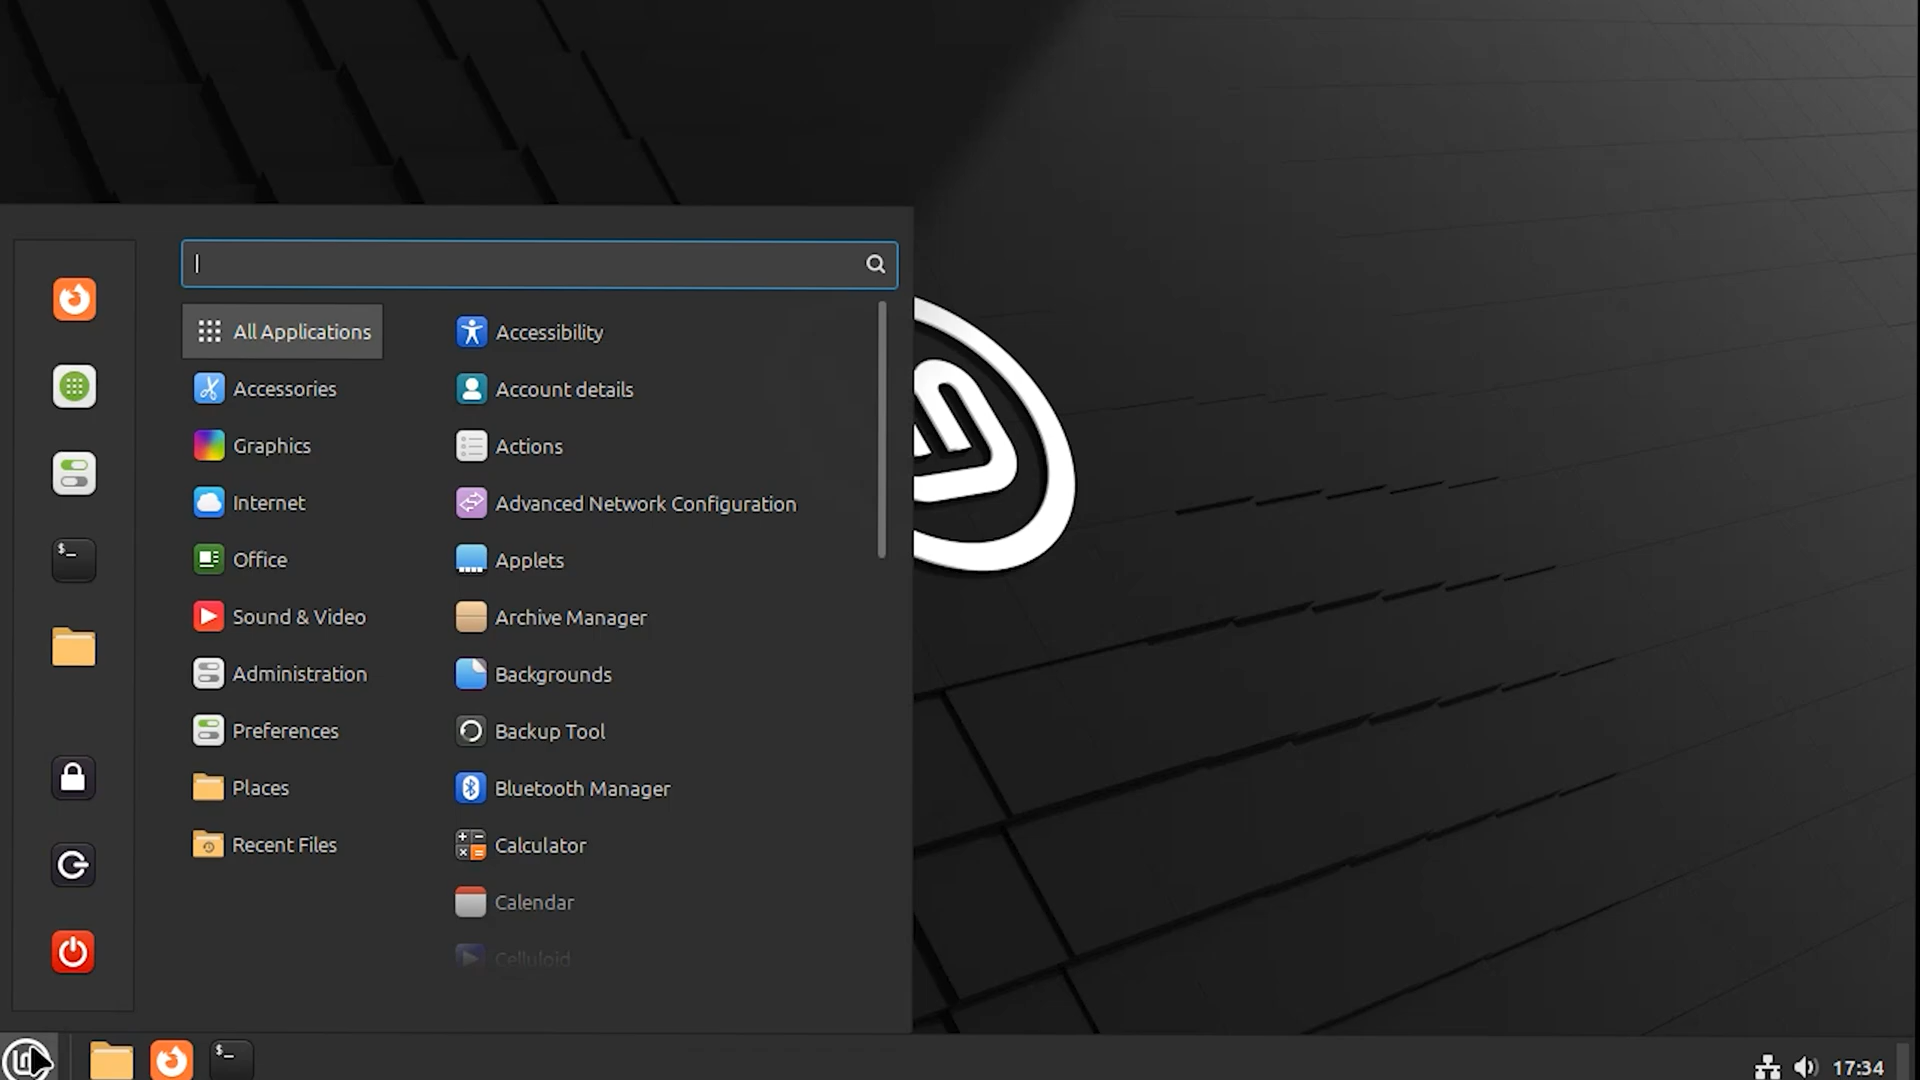 All Applications
Accessories
Graphics
Internet
Office
Sound & Video
Administration
Preferences
Places
Recent Files
Accessibility
Account details
Actions
Advanced Network Configuration
Applets
Archive Manager
Backgrounds
Backup Tool
Bluetooth Manager
Calculator
Calendar
Celluloid
17:34